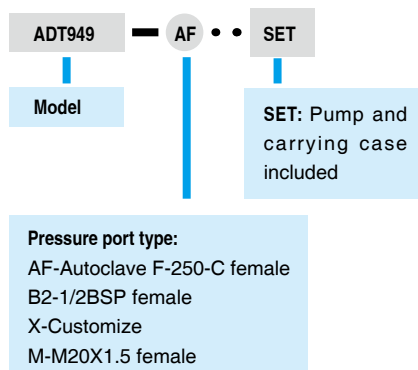 ADT949 — AF • • SET
Model
SET: Pump and
carrying case
included
Pressure port type:
AF-Autoclave F-250-C female
B2-1/2BSP female
X-Customize
M-M20X1.5 female